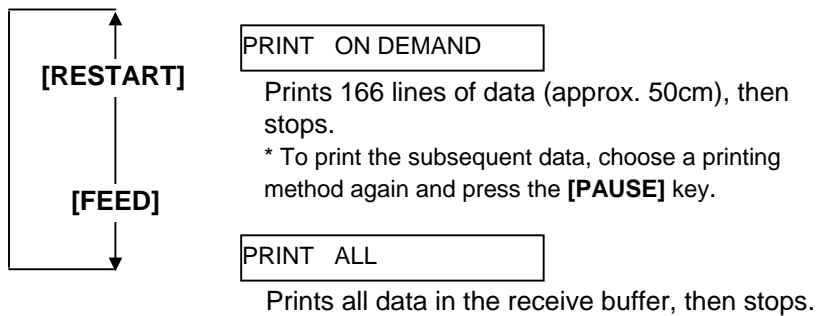 PRINT ON DEMAND
[RESTART]
Prints 166 lines of data (approx. 50cm), then
stops.
* To print the subsequent data, choose a printing
method again and press the [PAUSE] key.
[FEED]
PRINT ALL
Prints all data in the receive buffer, then stops.